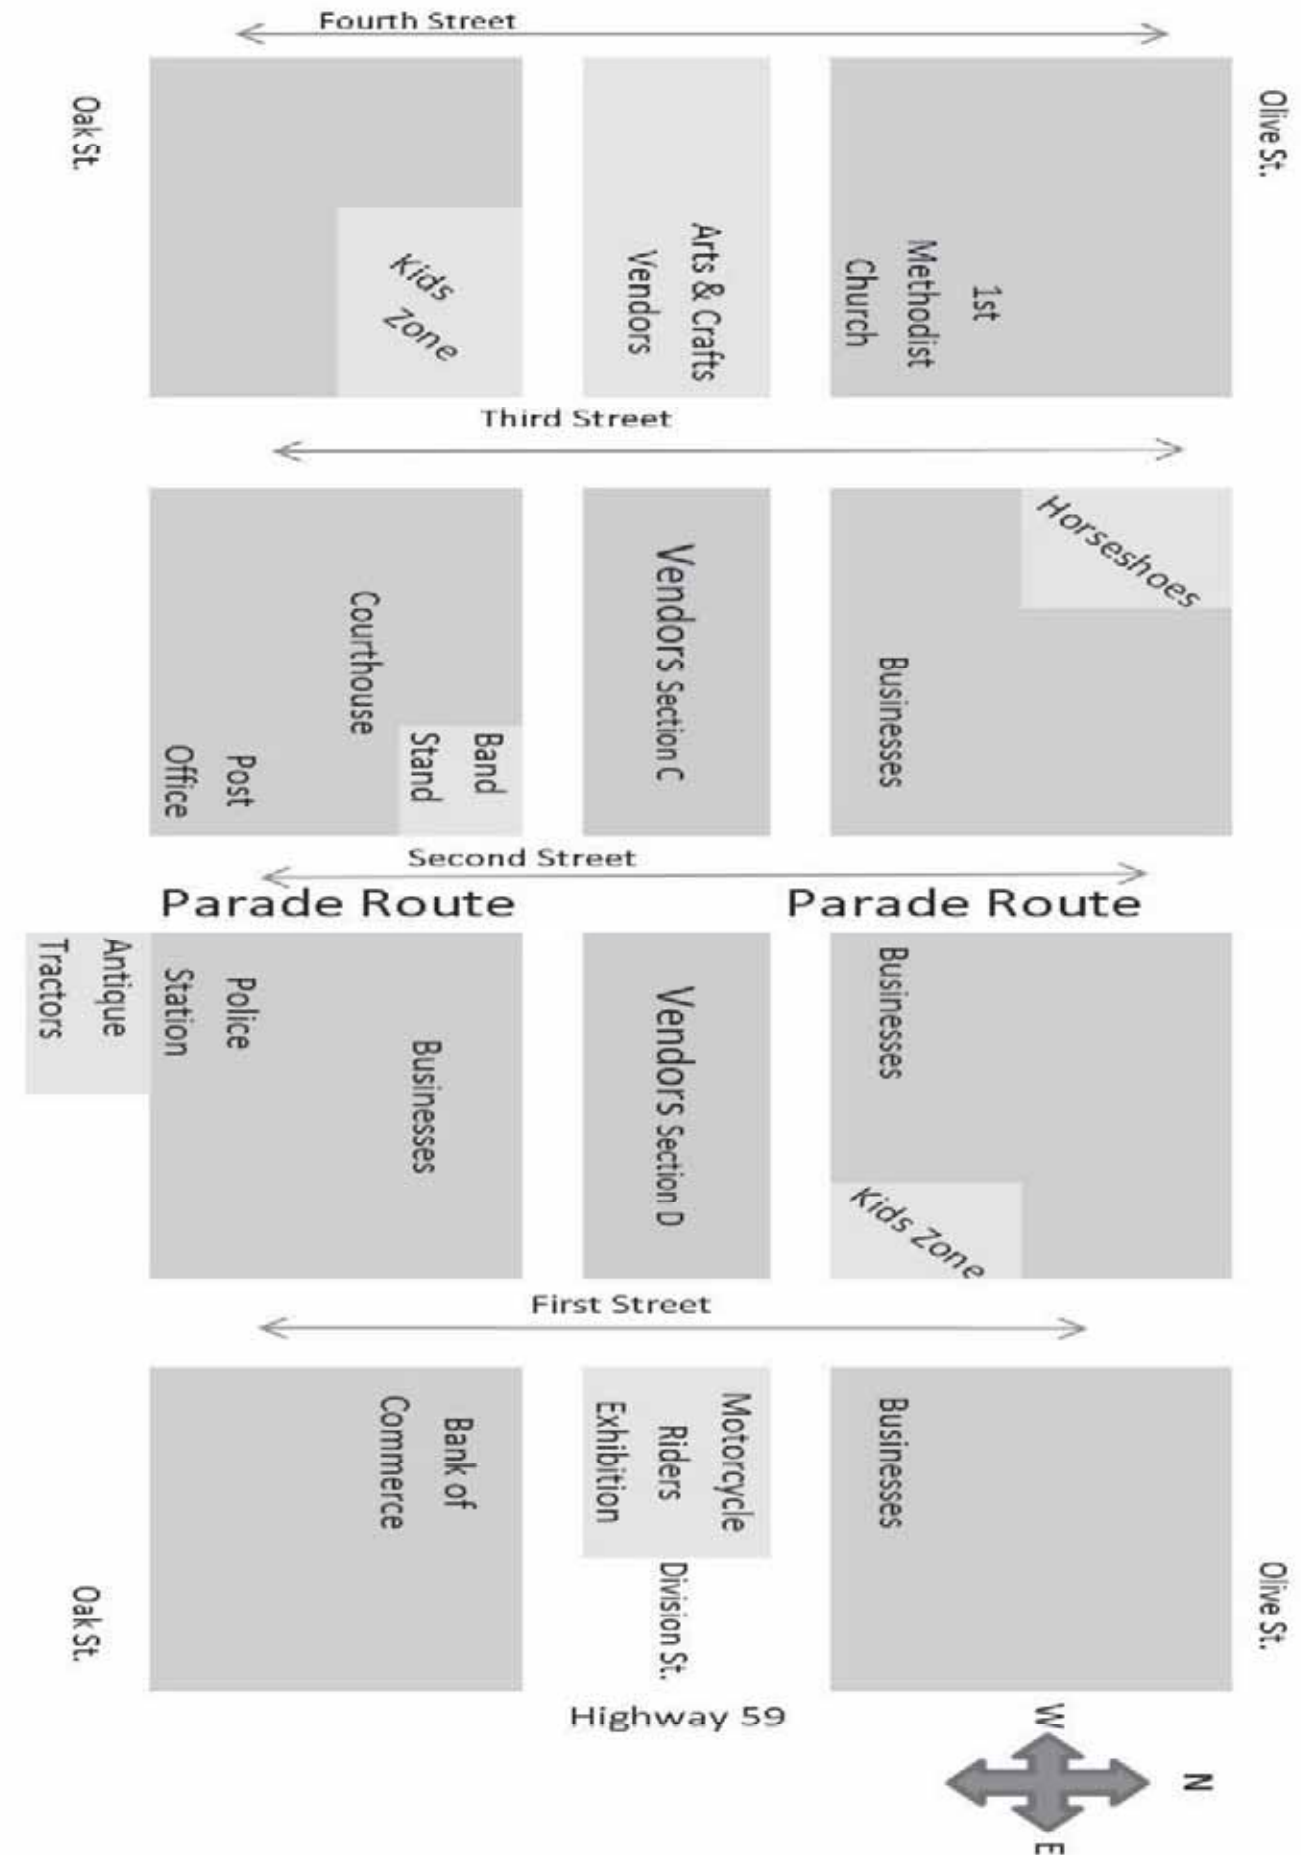 Fourth Street
Oak St.
Olive St.
Kids
Zone
Arts & Crafts
Vendors
1st
Methodist
Church
Third Street
Courthouse
Band
Stand
Post
Office
Vendors Section C
Horseshoes
Businesses
Second Street
Parade Route
Parade Route
Antique
Tractors
Police
Station
Businesses
Vendors Section D
Businesses
Kids Zone
First Street
Bank of
Commerce
Motorcycle
Riders
Exhibition
Division St.
Businesses
Oak St.
Olive St.
Highway 59
W
N
E